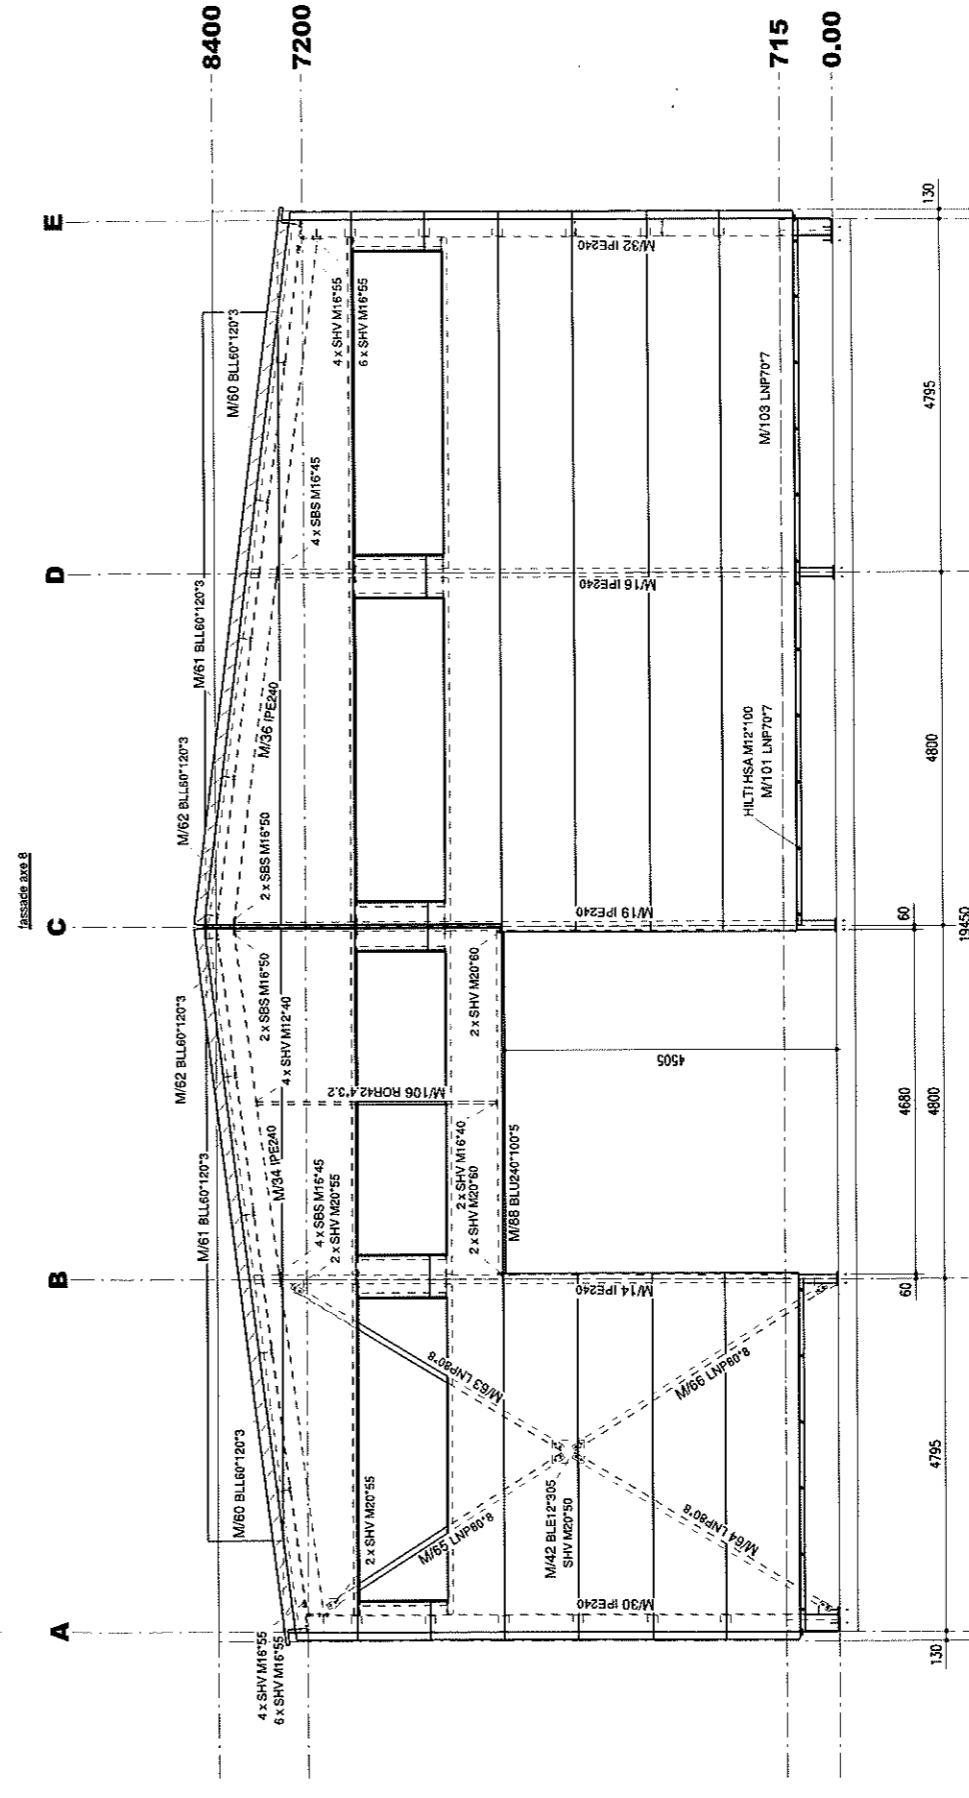 fassade axe 8
A
B
C
D
E
8400
7200
715
0.00
M/60 BLL60*120*3
M/61 BLL60*120*3
M/62 BLL60*120*3
M/62 BLL60*120*3
M/61 BLL60*120*3
M/60 BLL60*120*3
4 x SHV M16*55
6 x SHV M16*55
M/34 IPE240
4 x SBS M16*45
2 x SHV M20*55
2 x SBS M16*50
4 x SHV M12*40
2 x SBS M16*50
M/36 IPE240
4 x SBS M16*45
4 x SHV M16*55
6 x SHV M16*55
2 x SHV M20*55
M/65 LNP80*8
M/63 LNP80*8
M/42 BLE12*305
SHV M20*50
M/64 LNP80*8
M/66 LNP80*8
M/106 ROR42.4*3.2
2 x SHV M16*40
2 x SHV M20*60
2 x SHV M20*60
M/88 BLU240*100*5
M/30 IPE240
M/14 IPE240
M/19 IPE240
M/16 IPE240
M/32 IPE240
4505
HILTI HSA M12*100
M/101 LNP70*7
M/103 LNP70*7
60
4680
60
130
4795
4800
4800
4795
130
19450